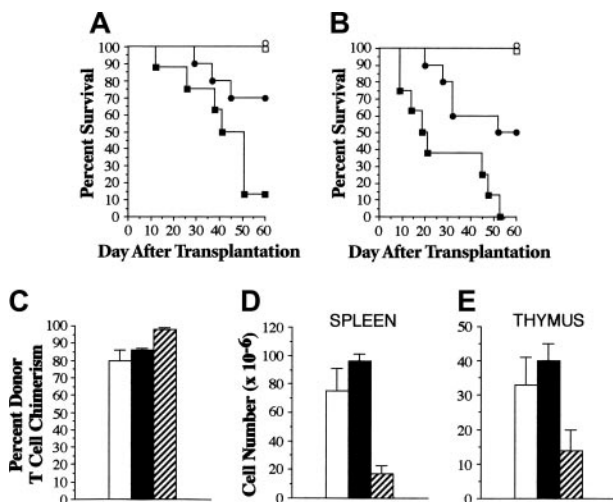 A
B
Percent Survival
100
90
80
70
60
50
40
30
20
10
0
0 10 20 30 40 50 60
Day After Transplantation
Percent Survival
100
90
80
70
60
50
40
30
20
10
0
0 10 20 30 40 50 60
Day After Transplantation
C
Percent Donor
T Cell Chimerism
100
90
80
70
60
50
40
30
20
10
0
D
SPLEEN
Cell Number (x 10-6)
120
100
80
60
40
20
0
E
THYMUS
50
40
30
20
10
0